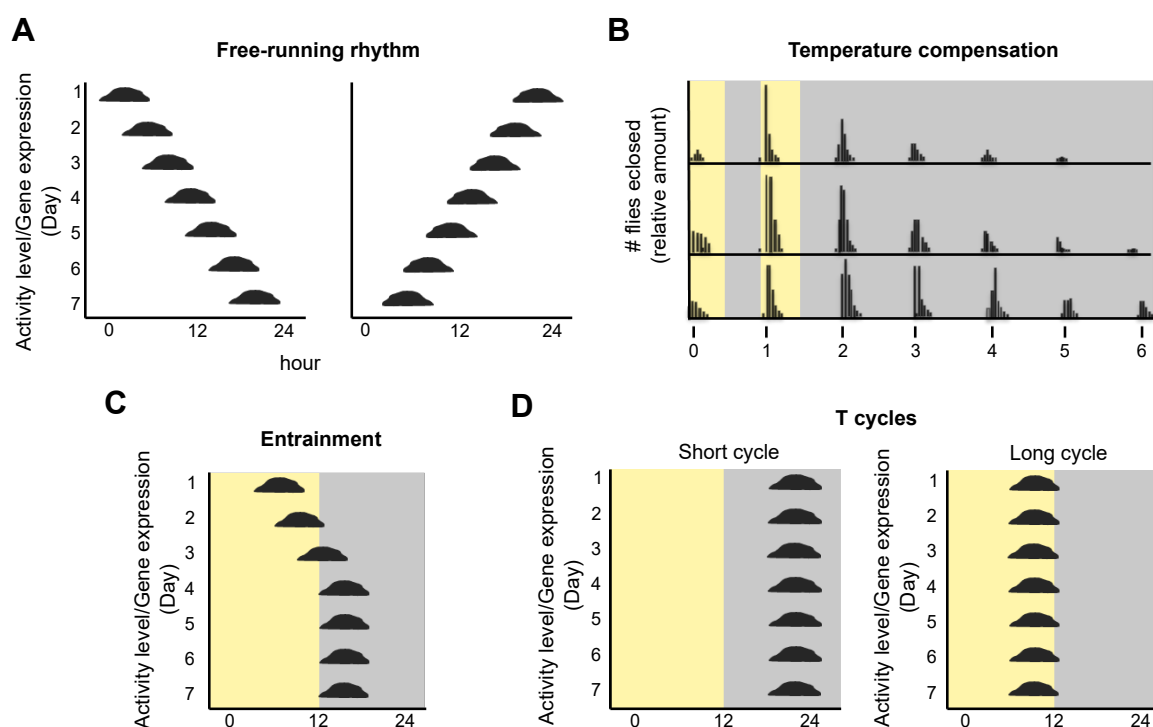 A
Free-running rhythm
Activity level/Gene expression
(Day)
1
2
3
4
5
6
7
0 12 24
0 12 24
hour
B
Temperature compensation
# flies eclosed
(relative amount)
0 1 2 3 4 5 6
C
Entrainment
Activity level/Gene expression
(Day)
1
2
3
4
5
6
7
0 12 24
D
T cycles
Short cycle
Activity level/Gene expression
(Day)
1
2
3
4
5
6
7
0 12 24
Long cycle
Activity level/Gene expression
(Day)
1
2
3
4
5
6
7
0 12 24